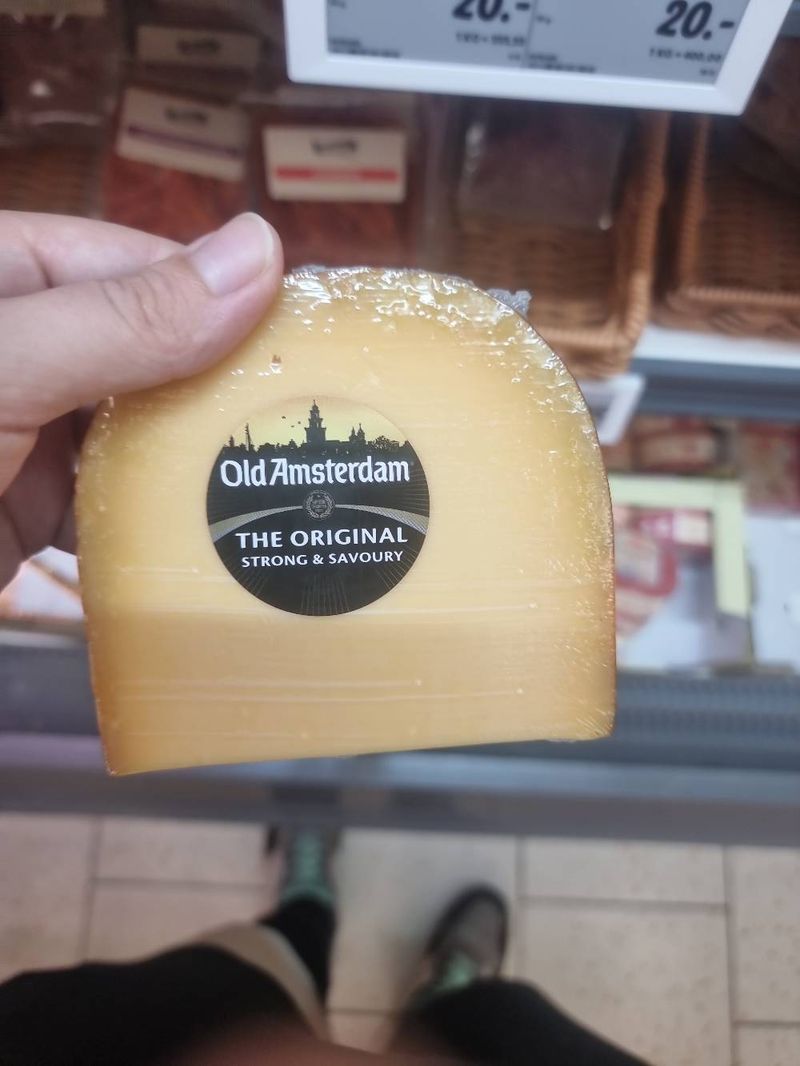 20.-
20.-
Old Amsterdam
THE ORIGINAL
STRONG & SAVOURY